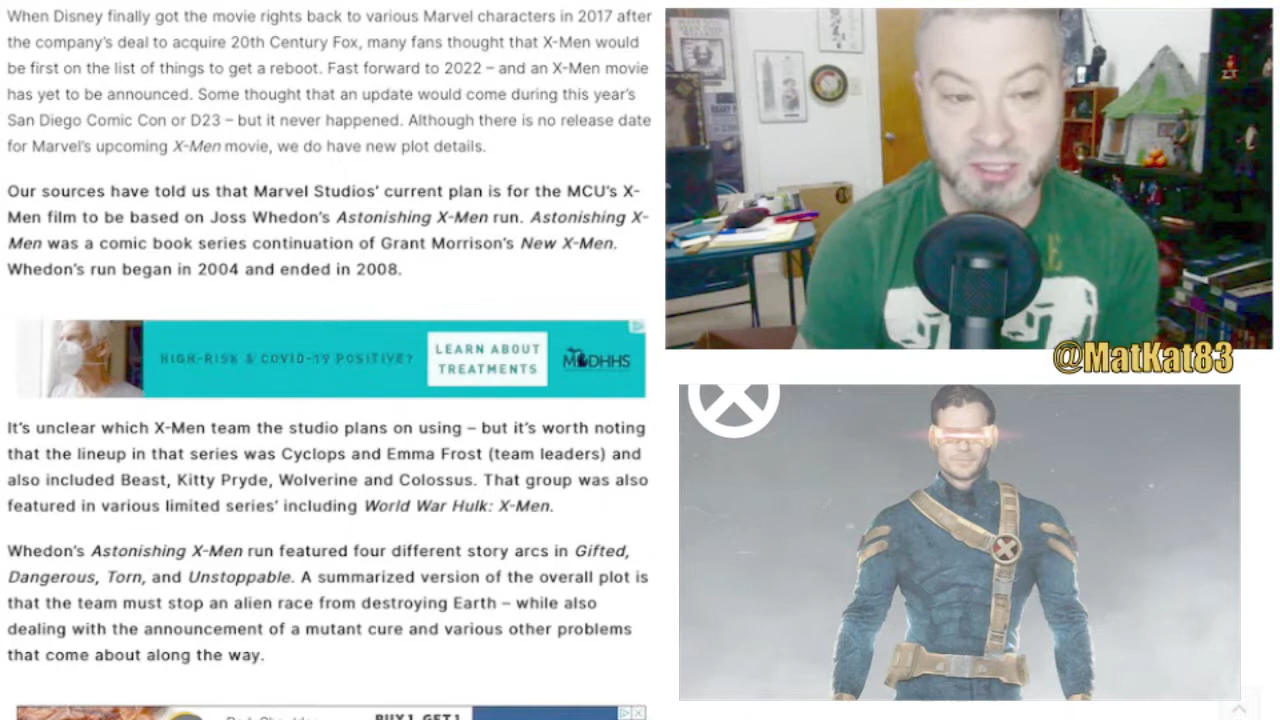 When Disney finally got the movie rights back to various Marvel characters in 2017 after
the company's deal to acquire 20th Century Fox, many fans thought that X-Men would
be first on the list of things to get a reboot. Fast forward to 2022 – and an X-Men movie
has yet to be announced. Some thought that an update would come during this year's
San Diego Comic Con or D23 – but it never happened. Although there is no release date
for Marvel's upcoming X-Men movie, we do have new plot details.
Our sources have told us that Marvel Studios' current plan is for the MCU's X-
Men film to be based on Joss Whedon's Astonishing X-Men run. Astonishing X-
Men was a comic book series continuation of Grant Morrison's New X-Men.
Whedon's run began in 2004 and ended in 2008.
HIGH-RISK & COVID-19 POSITIVE?
LEARN ABOUT
TREATMENTS
MDHHS
It's unclear which X-Men team the studio plans on using – but it's worth noting
that the lineup in that series was Cyclops and Emma Frost (team leaders) and
also included Beast, Kitty Pryde, Wolverine and Colossus. That group was also
featured in various limited series' including World War Hulk: X-Men.
Whedon's Astonishing X-Men run featured four different story arcs in Gifted,
Dangerous, Torn, and Unstoppable. A summarized version of the overall plot is
that the team must stop an alien race from destroying Earth – while also
dealing with the announcement of a mutant cure and various other problems
that come about along the way.
BUY 1, GET 1
@MatKat83